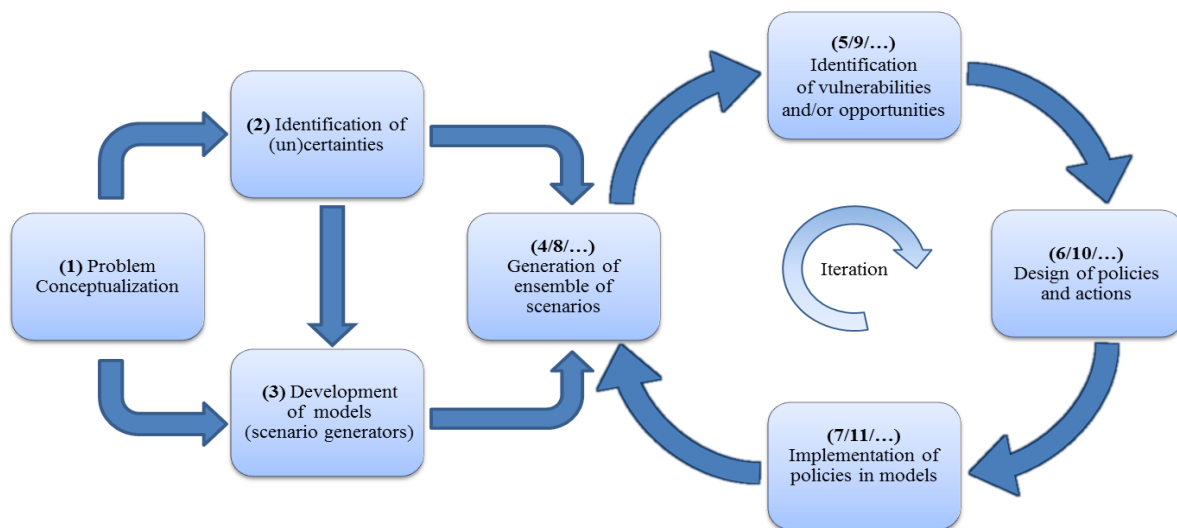 (1) Problem
Conceptualization
(2) Identification of
(un)certainties
(3) Development
of models
(scenario generators)
(4/8/…)
Generation of
ensemble of
scenarios
(5/9/…)
Identification
of vulnerabilities
and/or opportunities
(6/10/…)
Design of policies
and actions
(7/11/…)
Implementation of
policies in models
Iteration